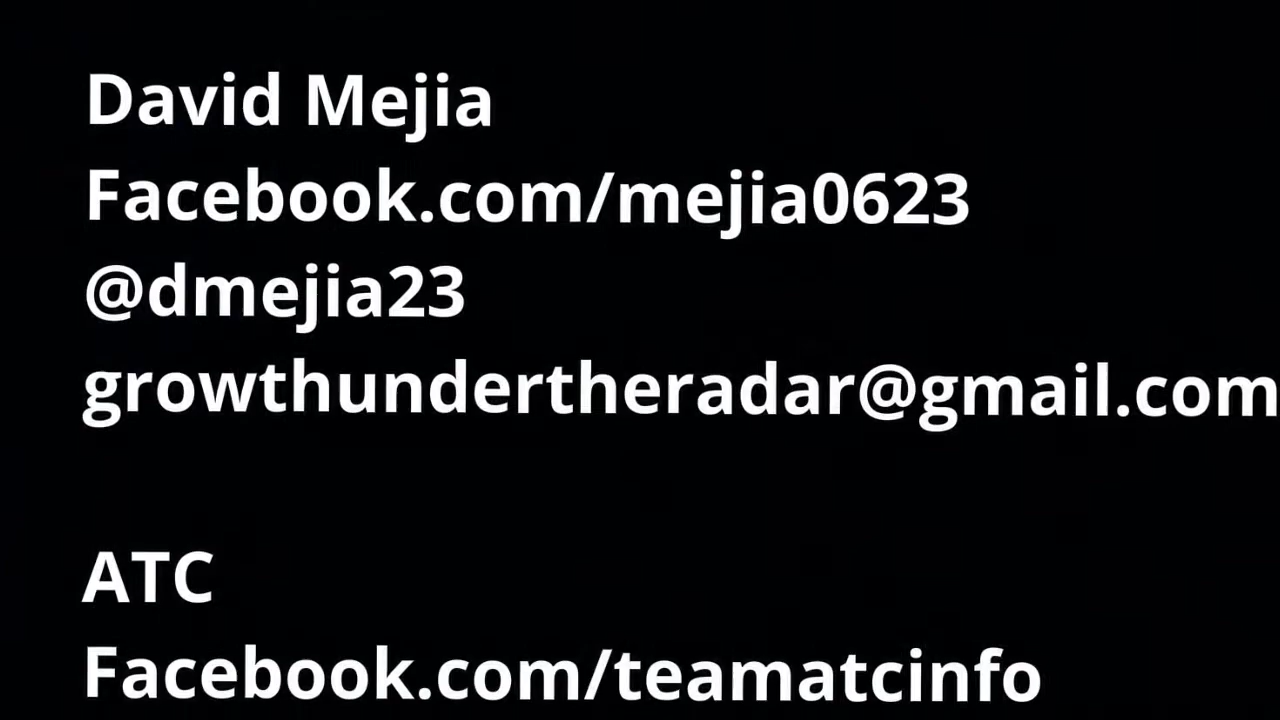 David Mejia
Facebook.com/mejia0623
@dmejia23
growthundertheradar@gmail.com
ATC
Facebook.com/teamatcinfo